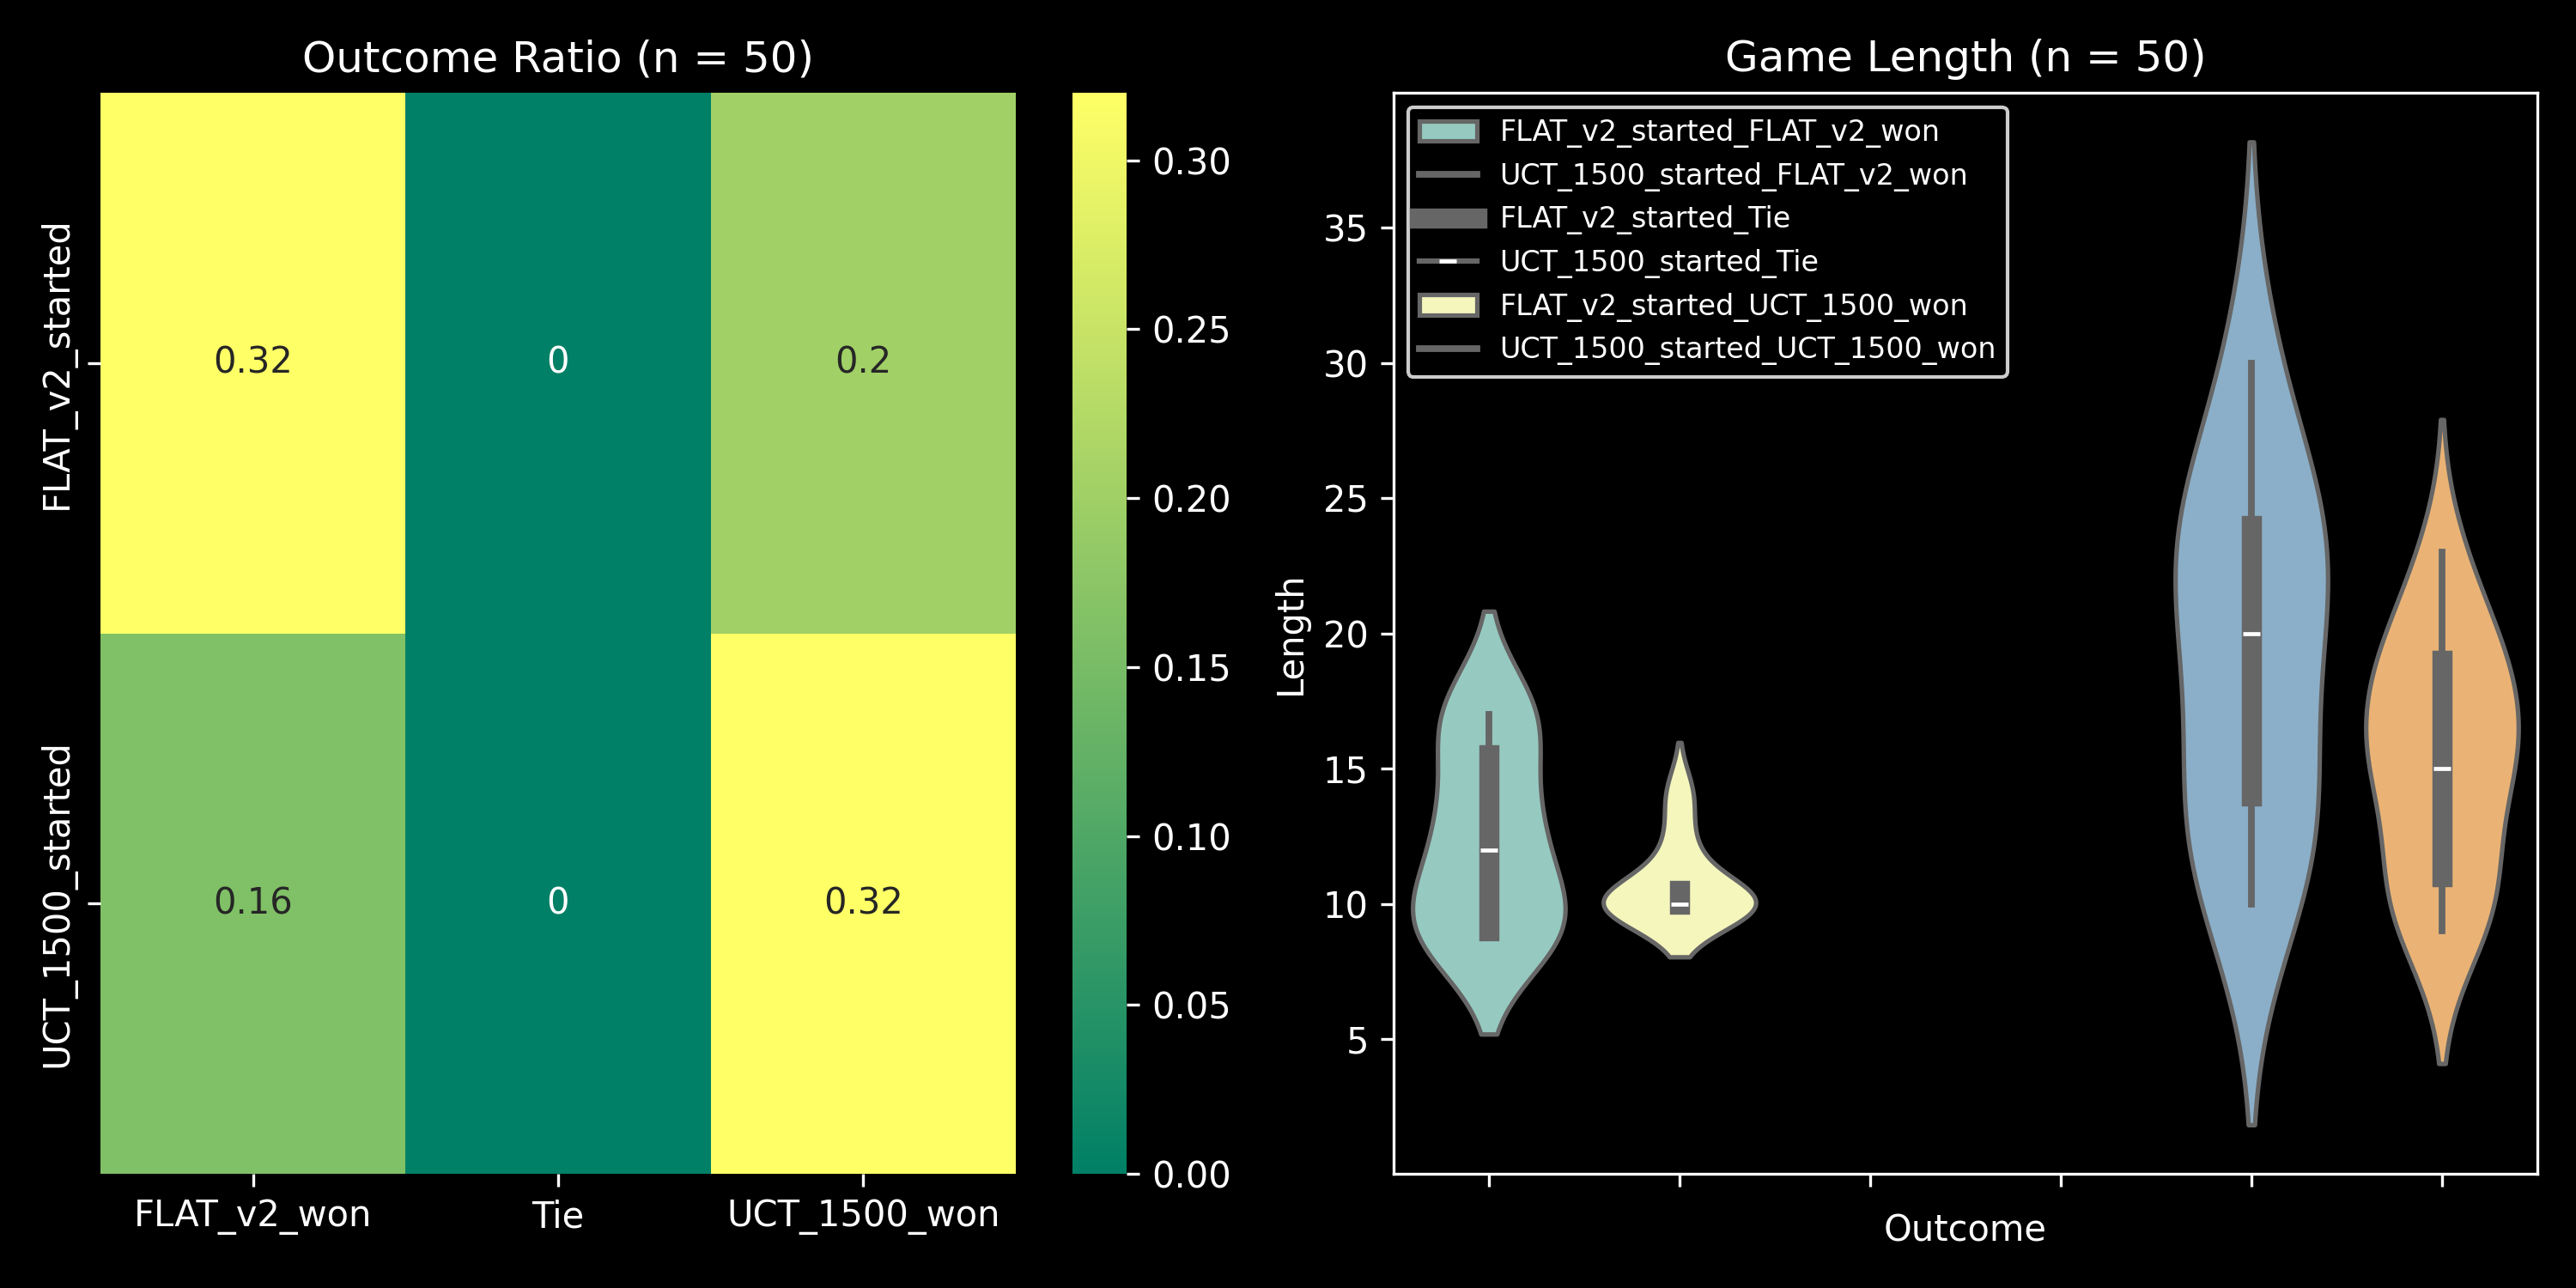 Outcome Ratio (n = 50)
FLAT_v2_started
UCT_1500_started
0.32
0
0.2
0.16
0
0.32
FLAT_v2_won
Tie
UCT_1500_won
0.30
0.25
0.20
0.15
0.10
0.05
0.00
Game Length (n = 50)
FLAT_v2_started_FLAT_v2_won
UCT_1500_started_FLAT_v2_won
FLAT_v2_started_Tie
UCT_1500_started_Tie
FLAT_v2_started_UCT_1500_won
UCT_1500_started_UCT_1500_won
Length
35
30
25
20
15
10
5
Outcome